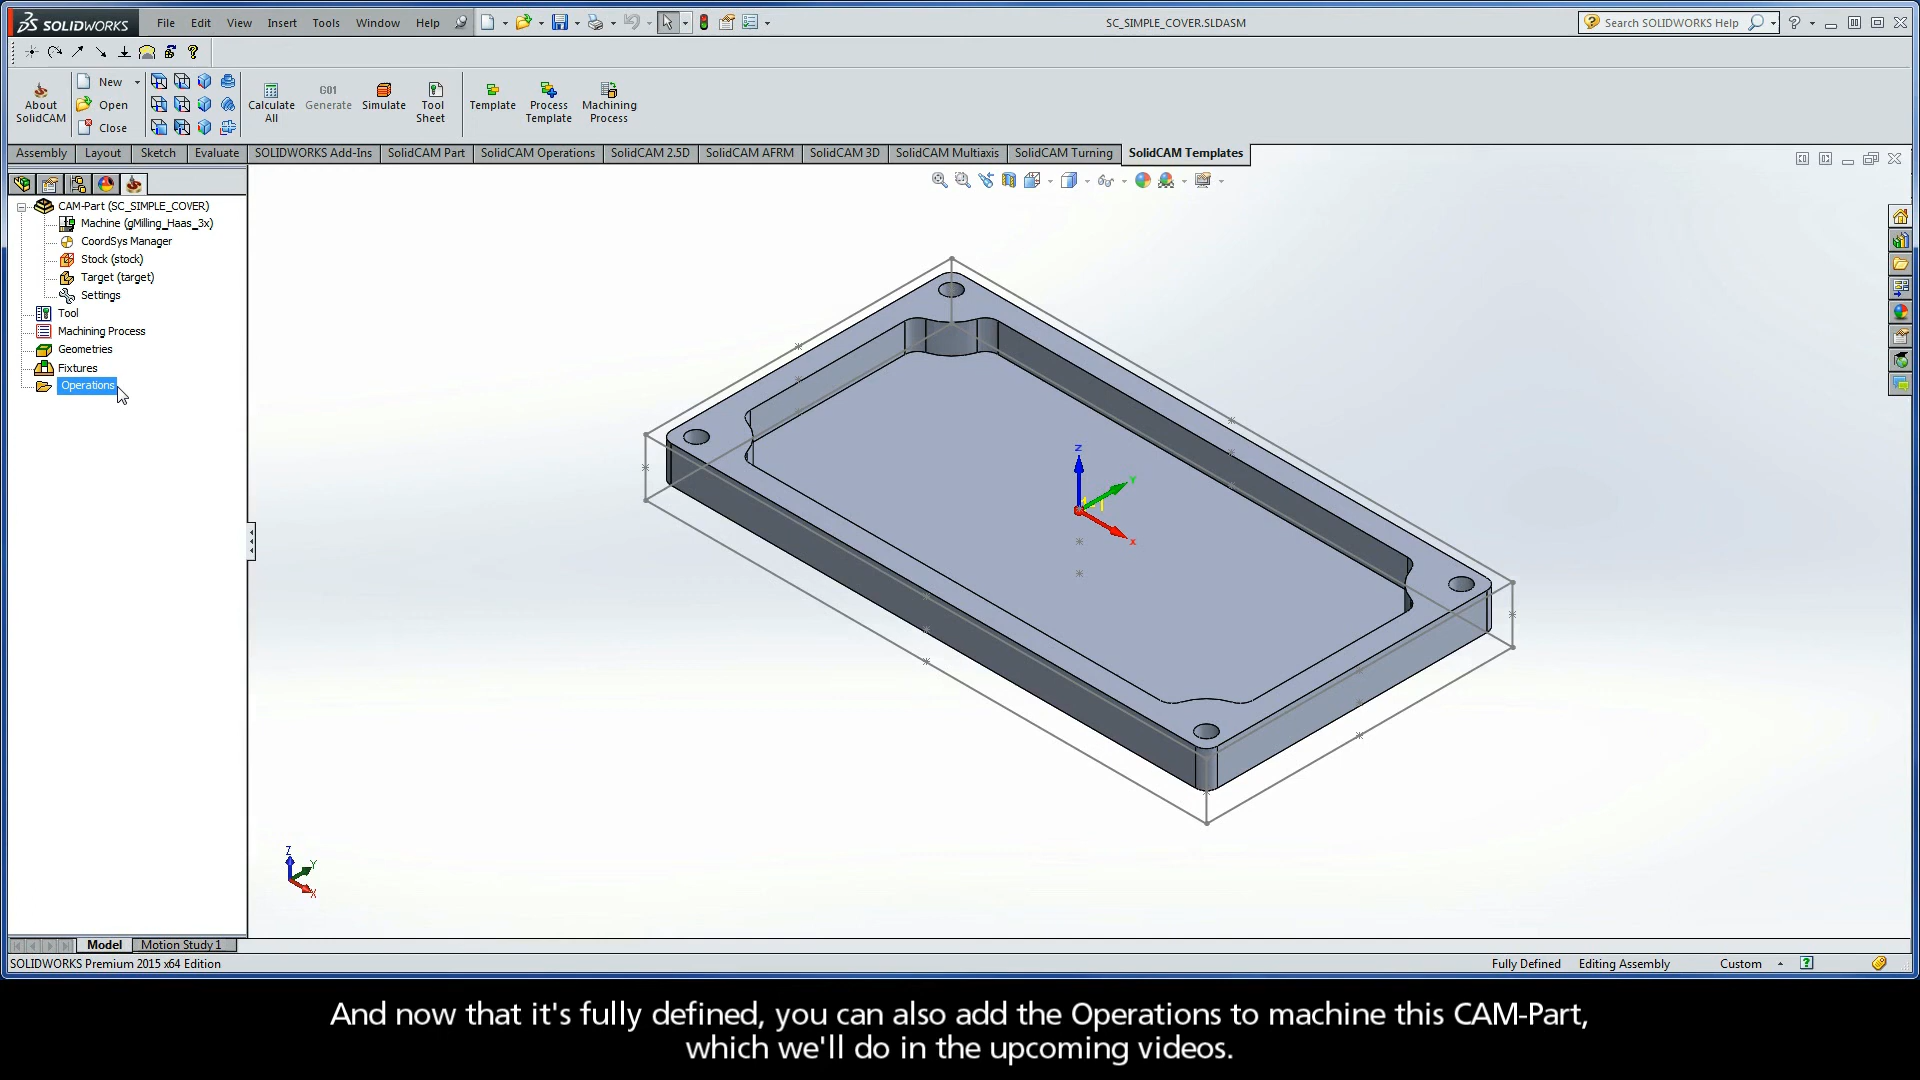 SOLIDWORKS File Edit View Insert Tools Window Help SC_SIMPLE_COVER.SLDASM Search SOLIDWORKS Help
About SolidCAM
New
Open
Close
Calculate All
G01 Generate
Simulate
Tool Sheet
Template
Process Template
Machining Process
Assembly Layout Sketch Evaluate SOLIDWORKS Add-Ins SolidCAM Part SolidCAM Operations SolidCAM 2.5D SolidCAM AFRM SolidCAM 3D SolidCAM Multiaxis SolidCAM Turning SolidCAM Templates
CAM-Part (SC_SIMPLE_COVER)
Machine (gMilling_Haas_3x)
CoordSys Manager
Stock (stock)
Target (target)
Settings
Tool
Machining Process
Geometries
Fixtures
Operations
Z
Y
X
Z
Y
X
Model Motion Study 1
SOLIDWORKS Premium 2015 x64 Edition Fully Defined Editing Assembly Custom
And now that it's fully defined, you can also add the Operations to machine this CAM-Part,
which we'll do in the upcoming videos.